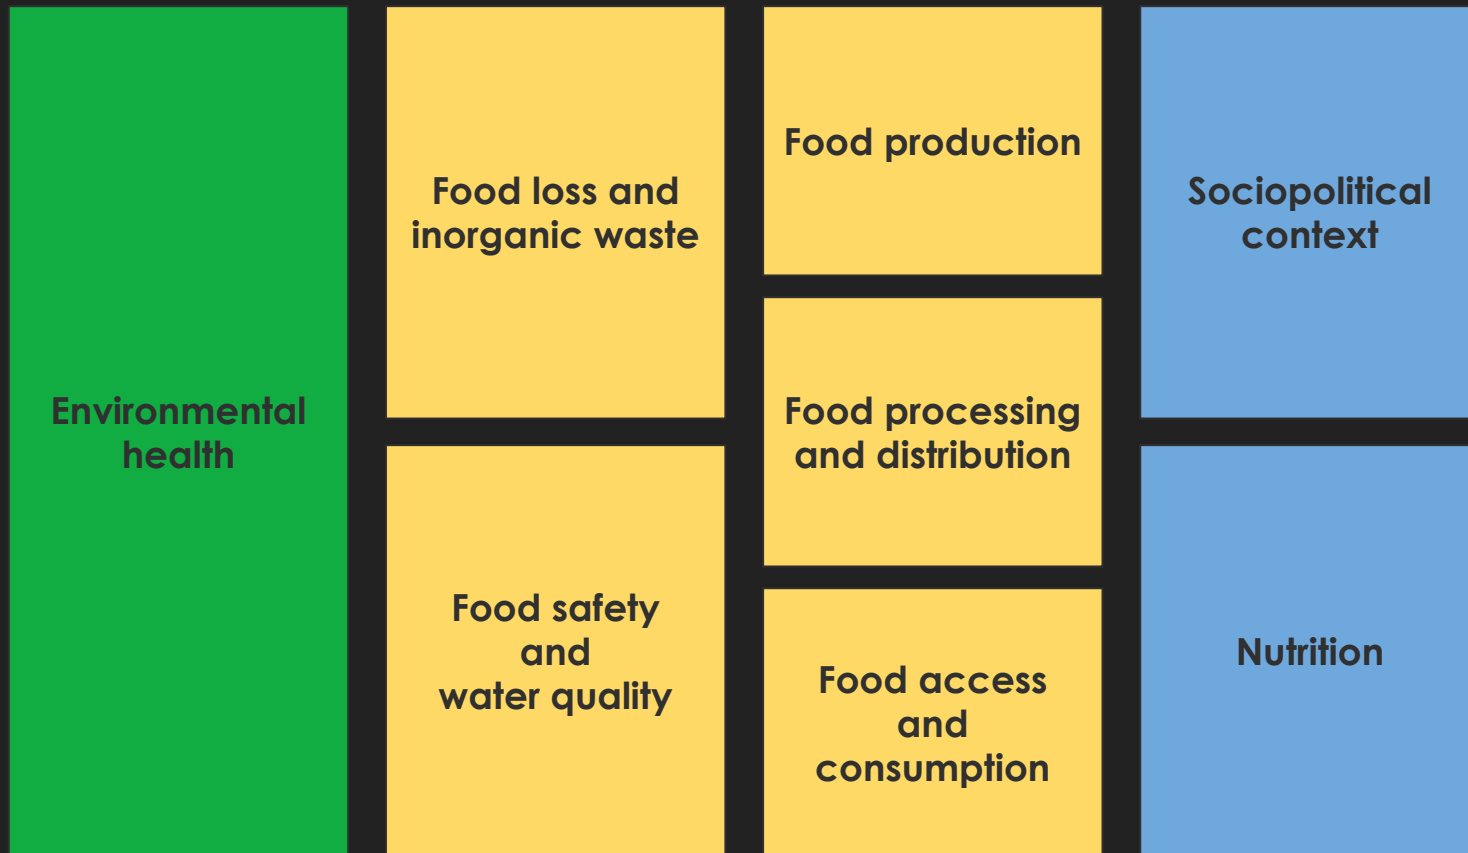 Environmental
health
Food loss and
inorganic waste
Food safety
and
water quality
Food production
Food processing
and distribution
Food access
and
consumption
Sociopolitical
context
Nutrition